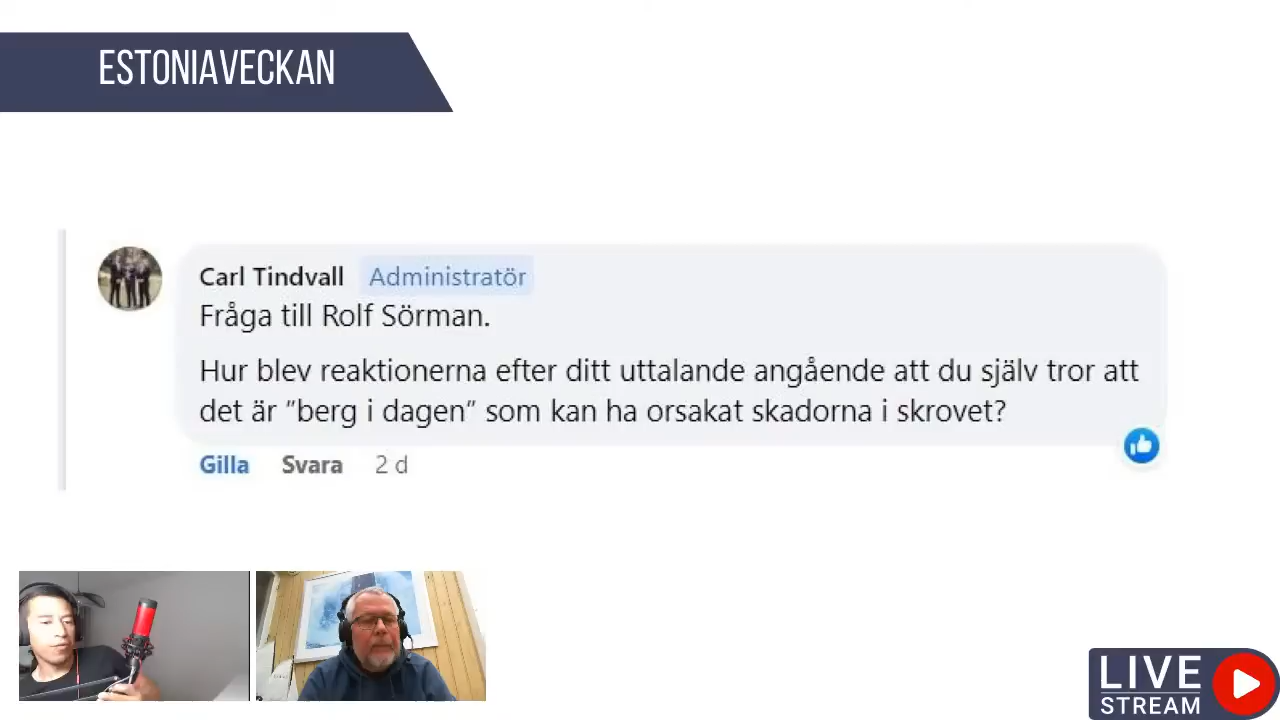 ESTONIAVECKAN
Carl Tindvall Administratör
Fråga till Rolf Sörman.
Hur blev reaktionerna efter ditt uttalande angående att du själv tror att
det är ”berg i dagen” som kan ha orsakat skadorna i skrovet?
Gilla Svara 2 d
LIVE
STREAM